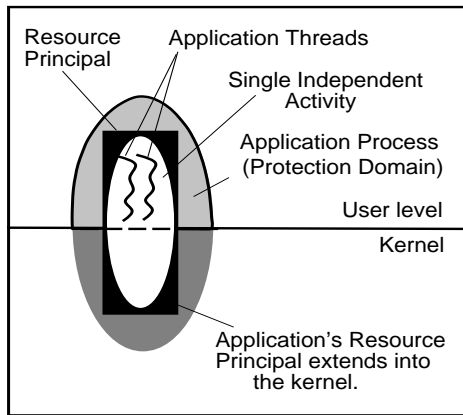 Resource
Principal
Application Threads
Single Independent
Activity
Application Process
(Protection Domain)
User level
Kernel
Application's Resource
Principal extends into
the kernel.